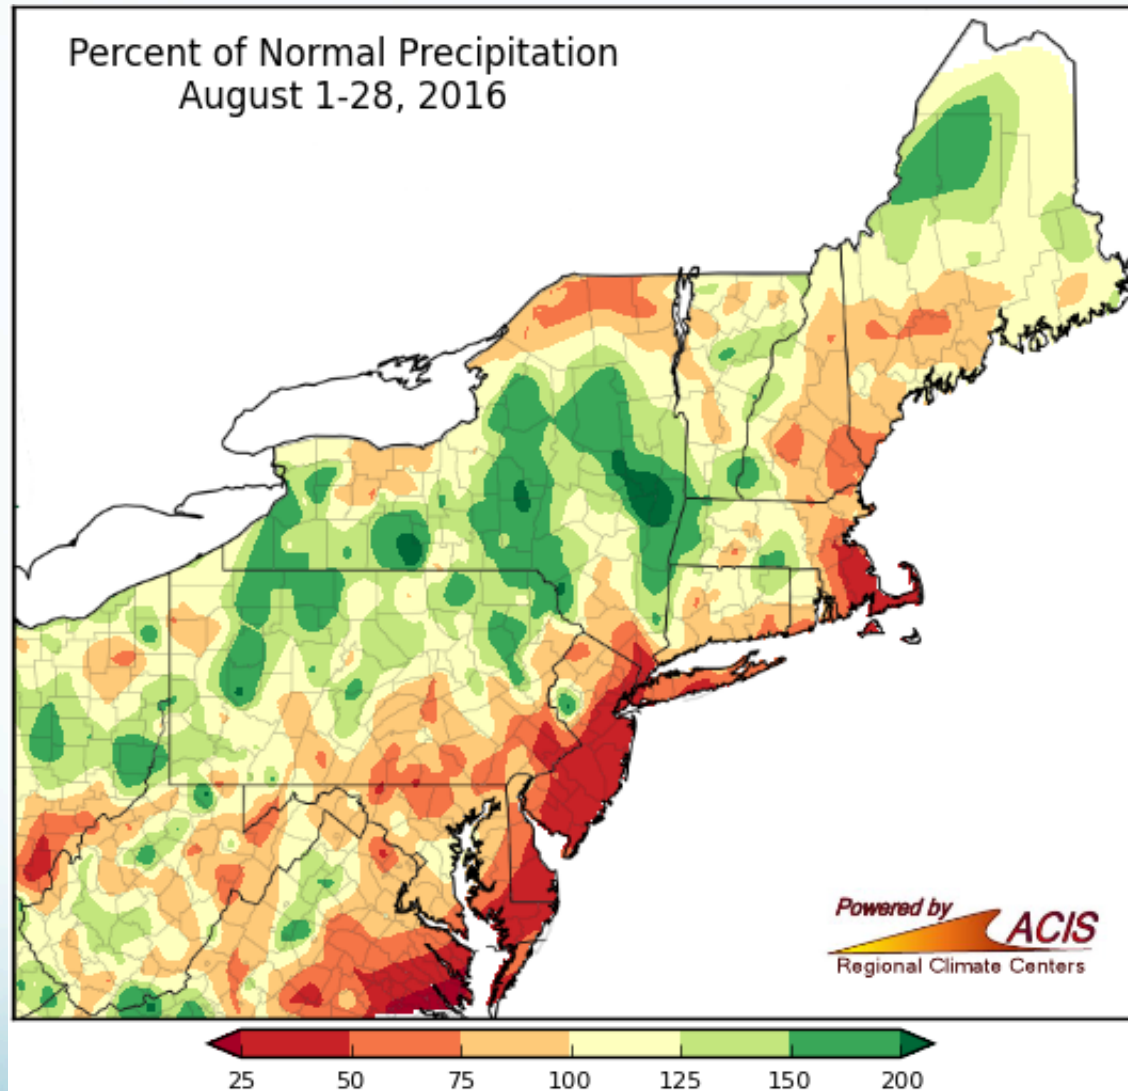 Percent of Normal Precipitation
August 1-28, 2016
Powered by
ACIS
Regional Climate Centers
25 50 75 100 125 150 200